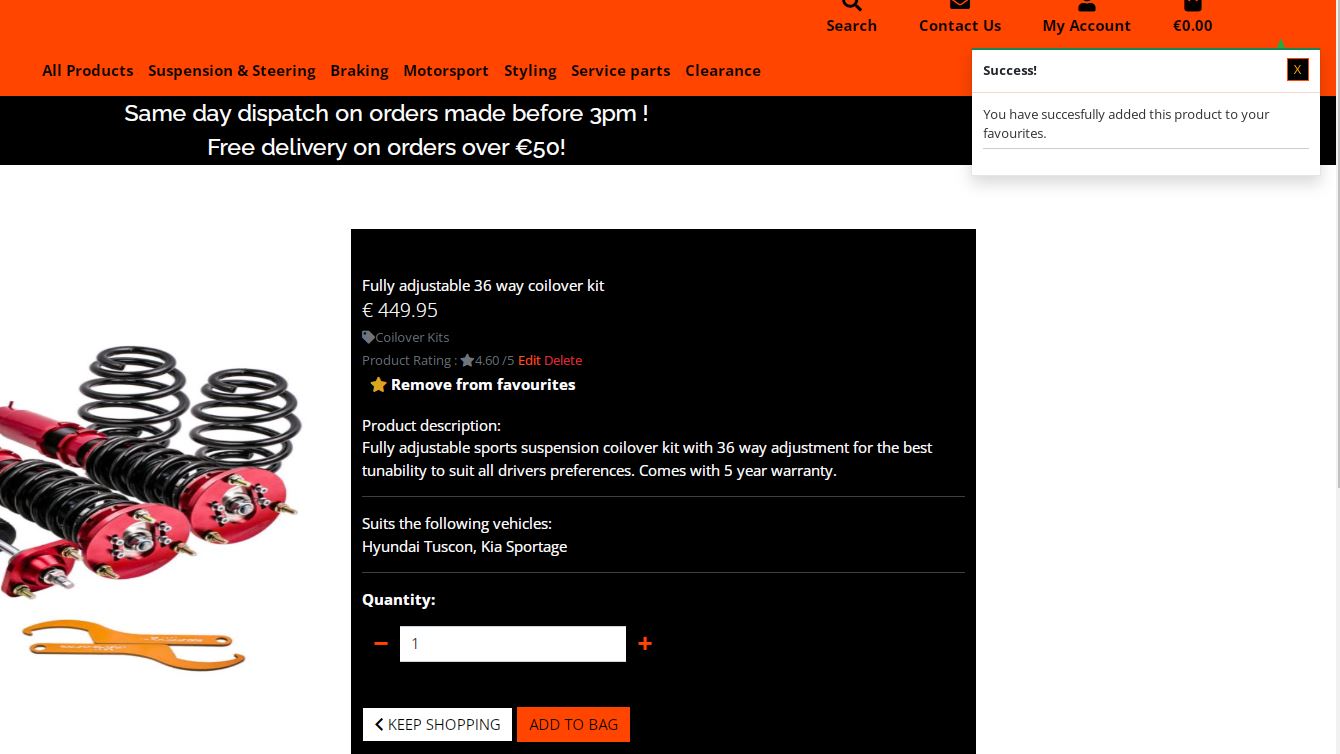 Search
Contact Us
My Account
€0.00
All Products
Suspension & Steering
Braking
Motorsport
Styling
Service parts
Clearance
Same day dispatch on orders made before 3pm !
Free delivery on orders over €50!
Success!
X
You have succesfully added this product to your
favourites.
Fully adjustable 36 way coilover kit
€ 449.95
Coilover Kits
Product Rating : 4.60 /5 Edit Delete
Remove from favourites
Product description:
Fully adjustable sports suspension coilover kit with 36 way adjustment for the best
tunability to suit all drivers preferences. Comes with 5 year warranty.
Suits the following vehicles:
Hyundai Tuscon, Kia Sportage
Quantity:
1
KEEP SHOPPING
ADD TO BAG